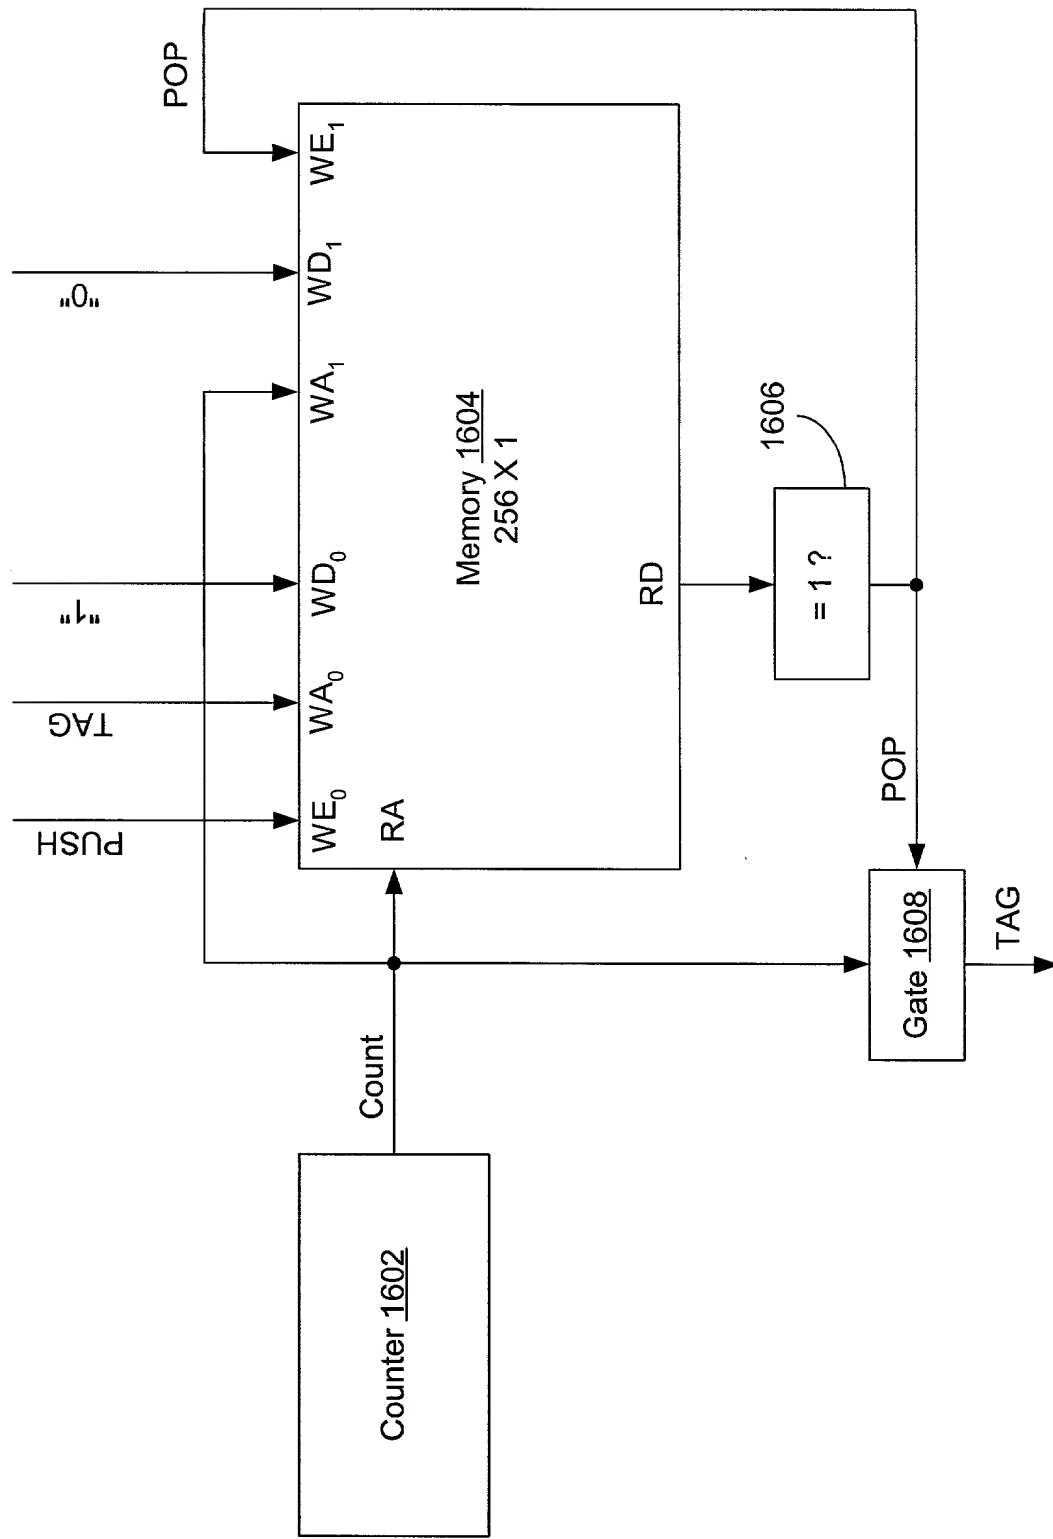 POP
"0"
"1"
TAG
PUSH
WE0
WA0
WD0
WA1
WD1
WE1
RA
Memory 1604
256 X 1
RD
Count
Counter 1602
= 1 ?
1606
POP
Gate 1608
TAG